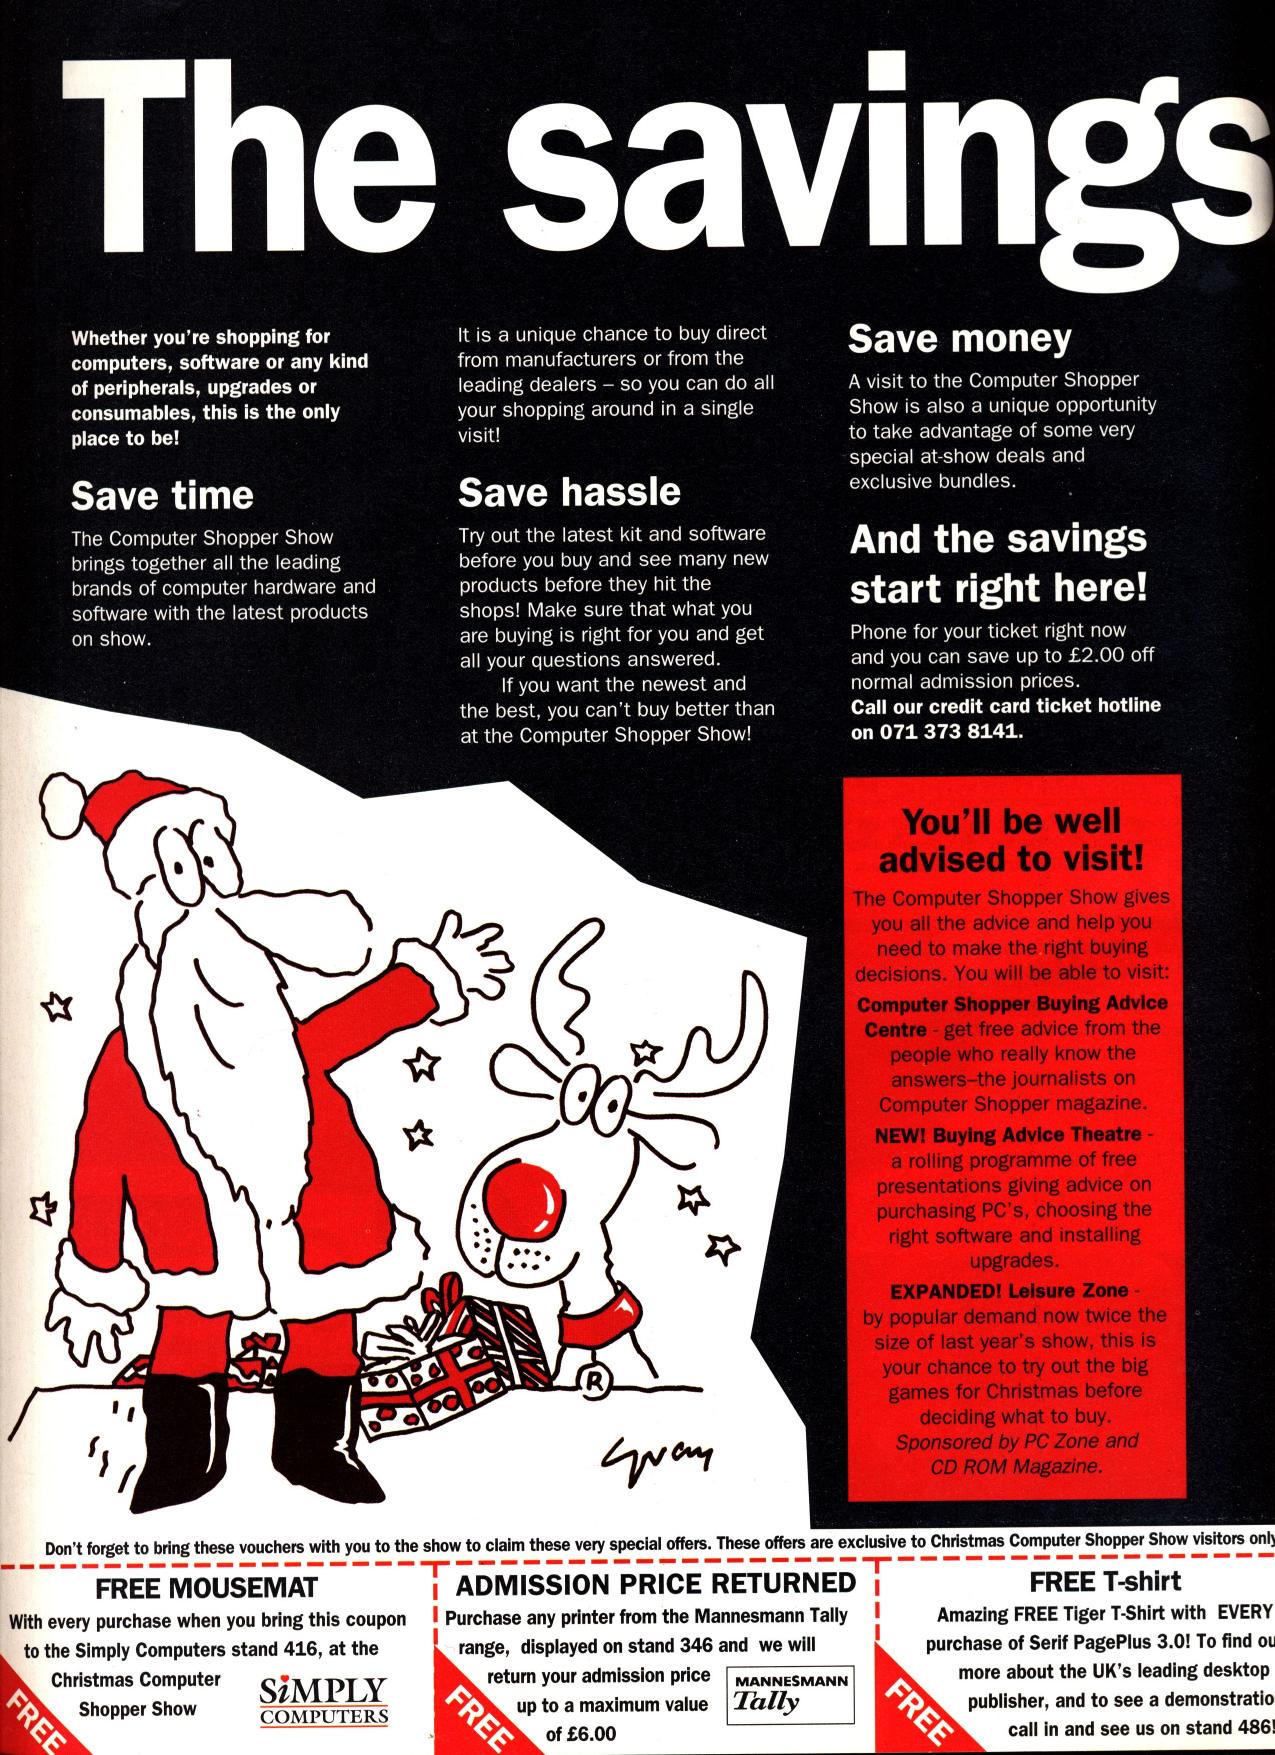 The savings
Whether you're shopping for
computers, software or any kind
of peripherals, upgrades or
consumables, this is the only
place to be!
Save time
The Computer Shopper Show
brings together all the leading
brands of computer hardware and
software with the latest products
on show.
It is a unique chance to buy direct
from manufacturers or from the
leading dealers – so you can do all
your shopping around in a single
visit!
Save hassle
Try out the latest kit and software
before you buy and see many new
products before they hit the
shops! Make sure that what you
are buying is right for you and get
all your questions answered.
If you want the newest and
the best, you can't buy better than
at the Computer Shopper Show!
Save money
A visit to the Computer Shopper
Show is also a unique opportunity
to take advantage of some very
special at-show deals and
exclusive bundles.
And the savings
start right here!
Phone for your ticket right now
and you can save up to £2.00 off
normal admission prices.
Call our credit card ticket hotline
on 071 373 8141.
You'll be well
advised to visit!
The Computer Shopper Show gives
you all the advice and help you
need to make the right buying
decisions. You will be able to visit:
Computer Shopper Buying Advice
Centre - get free advice from the
people who really know the
answers–the journalists on
Computer Shopper magazine.
NEW! Buying Advice Theatre -
a rolling programme of free
presentations giving advice on
purchasing PC's, choosing the
right software and installing
upgrades.
EXPANDED! Leisure Zone -
by popular demand now twice the
size of last year's show, this is
your chance to try out the big
games for Christmas before
deciding what to buy.
Sponsored by PC Zone and
CD ROM Magazine.
R
Gray
Don't forget to bring these vouchers with you to the show to claim these very special offers. These offers are exclusive to Christmas Computer Shopper Show visitors only
FREE MOUSEMAT
With every purchase when you bring this coupon
to the Simply Computers stand 416, at the
Christmas Computer
Shopper Show
SiMPLY
COMPUTERS
FREE
ADMISSION PRICE RETURNED
Purchase any printer from the Mannesmann Tally
range, displayed on stand 346 and we will
return your admission price
up to a maximum value
of £6.00
MANNESMANN
Tally
FREE
FREE T-shirt
Amazing FREE Tiger T-Shirt with EVERY
purchase of Serif PagePlus 3.0! To find ou
more about the UK's leading desktop
publisher, and to see a demonstratio
call in and see us on stand 486!
FREE